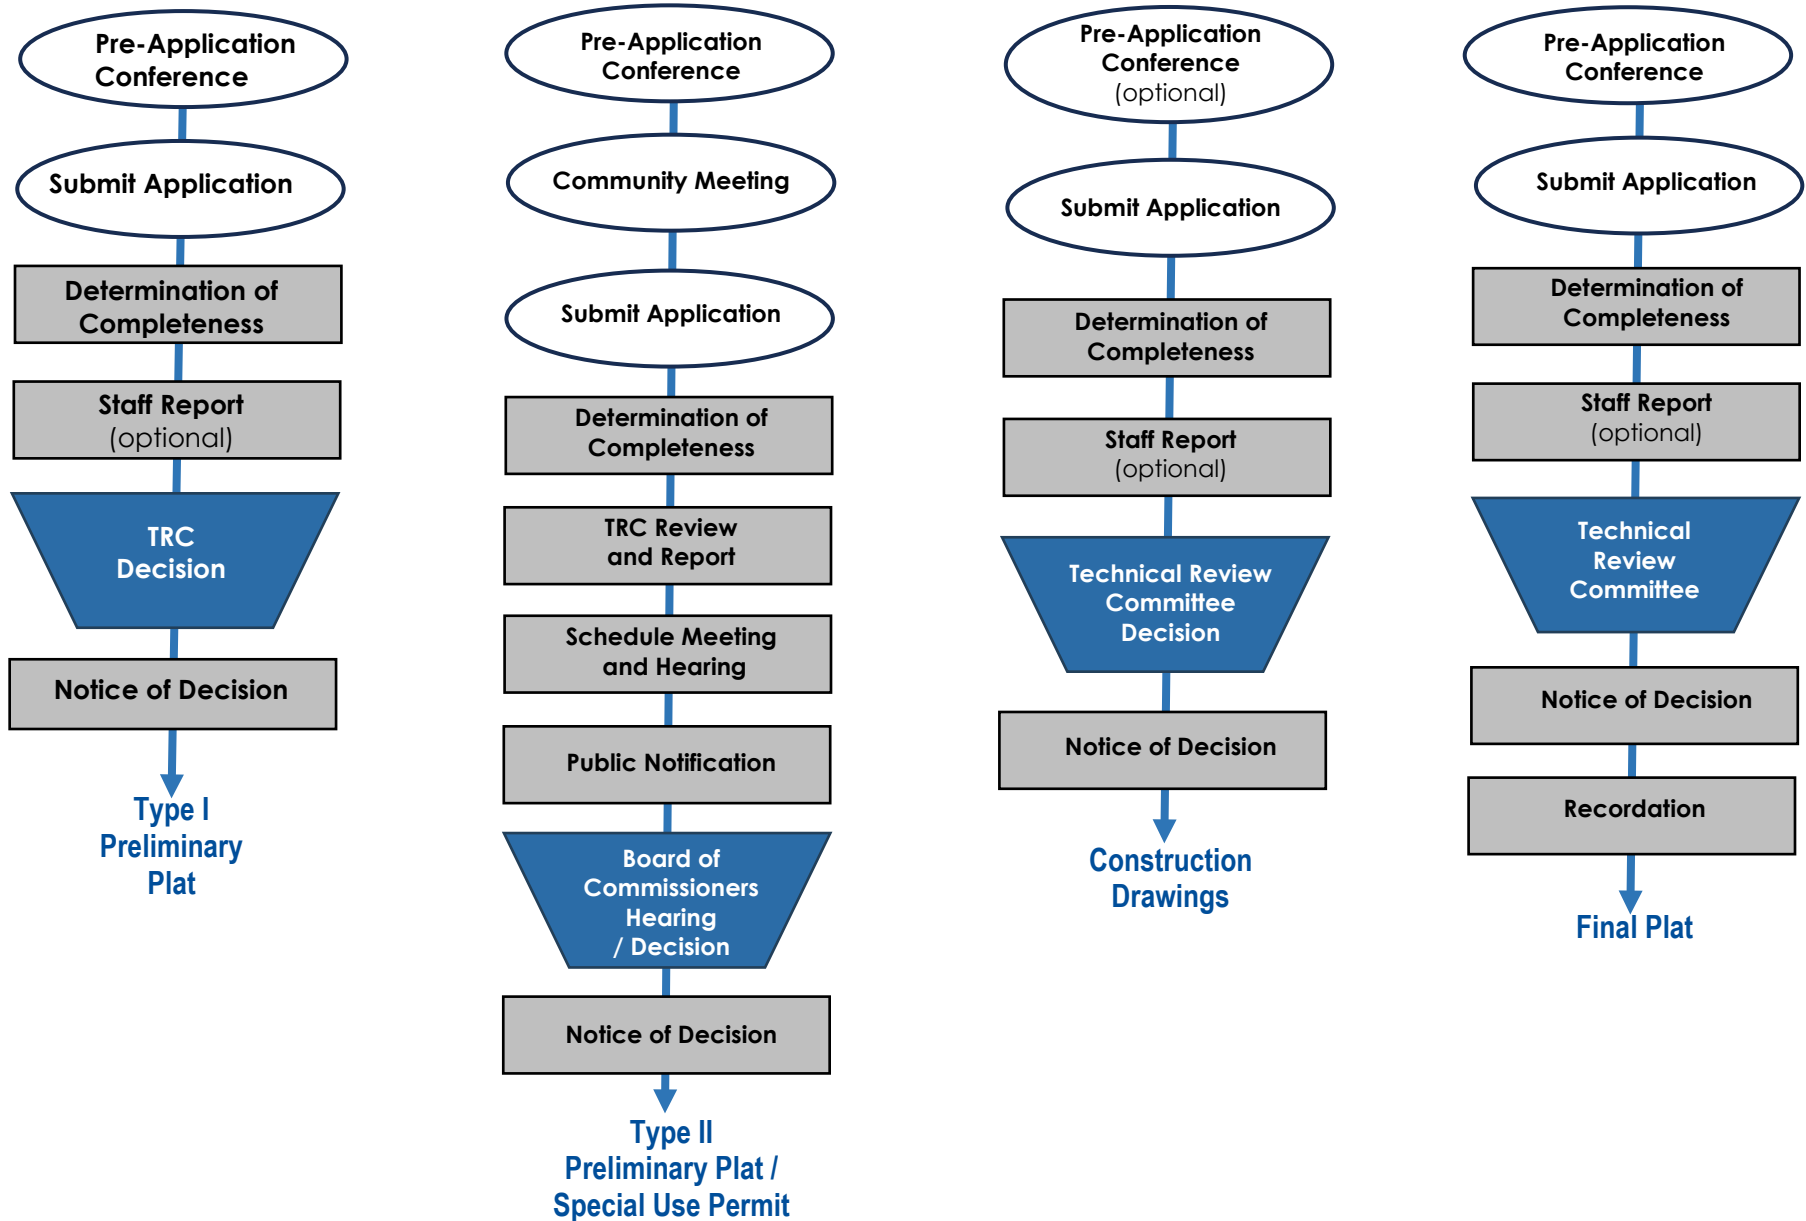 Pre-Application
Conference
Submit Application
Determination of
Completeness
Staff Report
(optional)
TRC
Decision
Notice of Decision
Type I
Preliminary
Plat
Pre-Application
Conference
Community Meeting
Submit Application
Determination of
Completeness
TRC Review
and Report
Schedule Meeting
and Hearing
Public Notification
Board of
Commissioners
Hearing
/ Decision
Notice of Decision
Type II
Preliminary Plat /
Special Use Permit
Pre-Application
Conference
(optional)
Submit Application
Determination of
Completeness
Staff Report
(optional)
Technical Review
Committee
Decision
Notice of Decision
Construction
Drawings
Pre-Application
Conference
Submit Application
Determination of
Completeness
Staff Report
(optional)
Technical
Review
Committee
Notice of Decision
Recordation
Final Plat